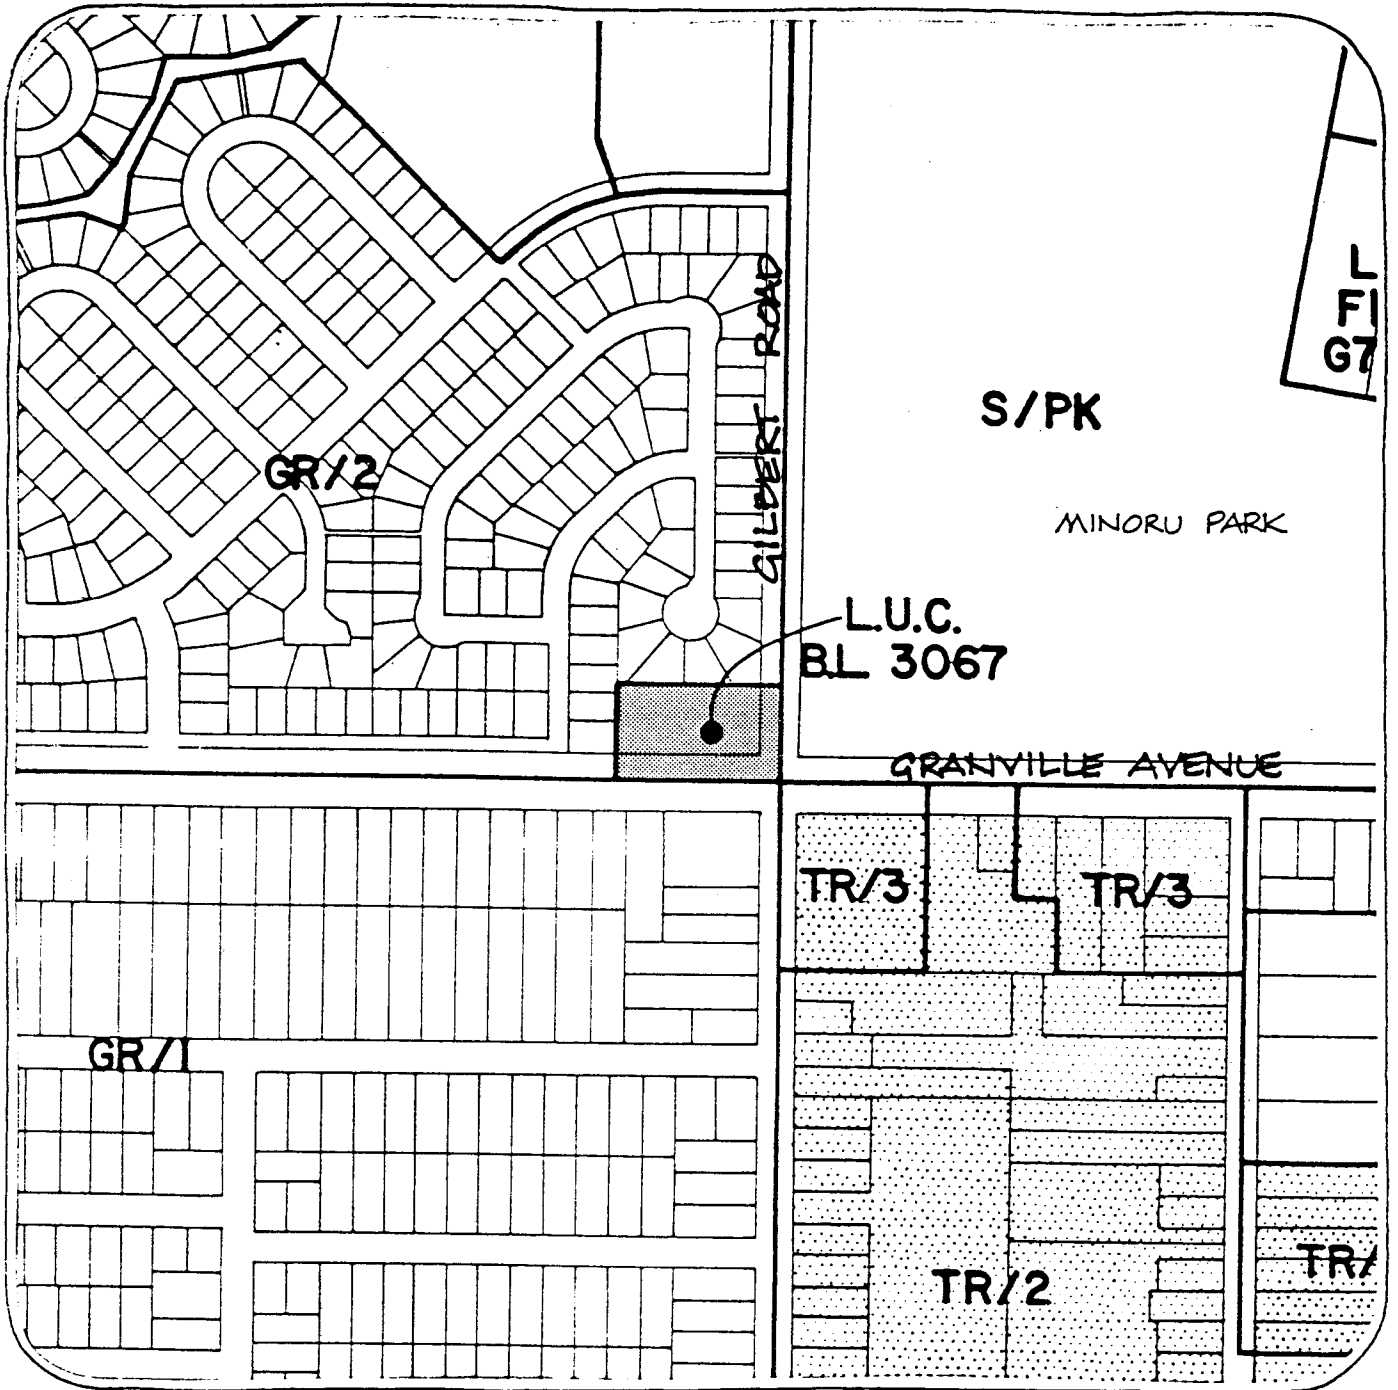 L
F
G7
S/PK
GILBERT ROAD
GR/2
MINORU PARK
L.U.C.
B.L. 3067
GRANVILLE AVENUE
TR/3
TR/3
GR/1
TR/2
TR/